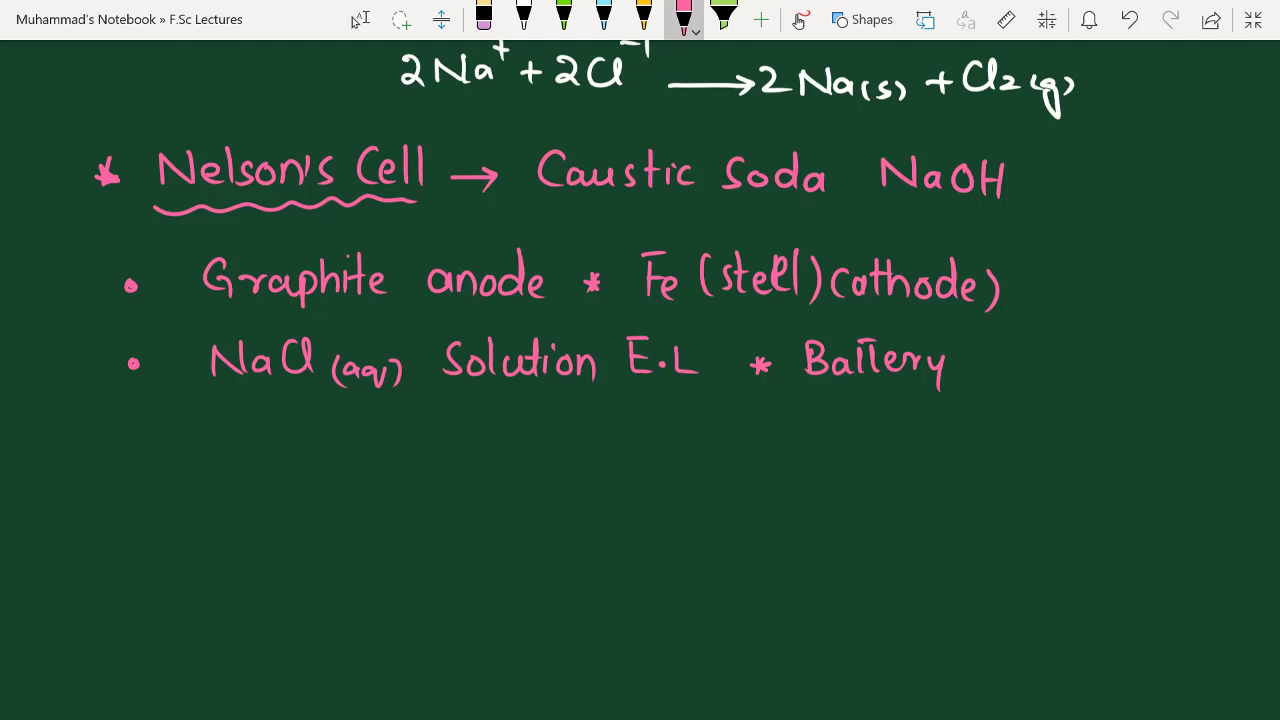 Muhammad's Notebook » F.Sc Lectures
Shapes
2Na⁺ + 2Cl⁻¹ ⟶ 2Na(s) + Cl₂(g)
* Nelson's Cell → Caustic Soda NaOH
• Graphite anode * Fe (stell) cathode)
• NaCl (aq) Solution E.L * Battery